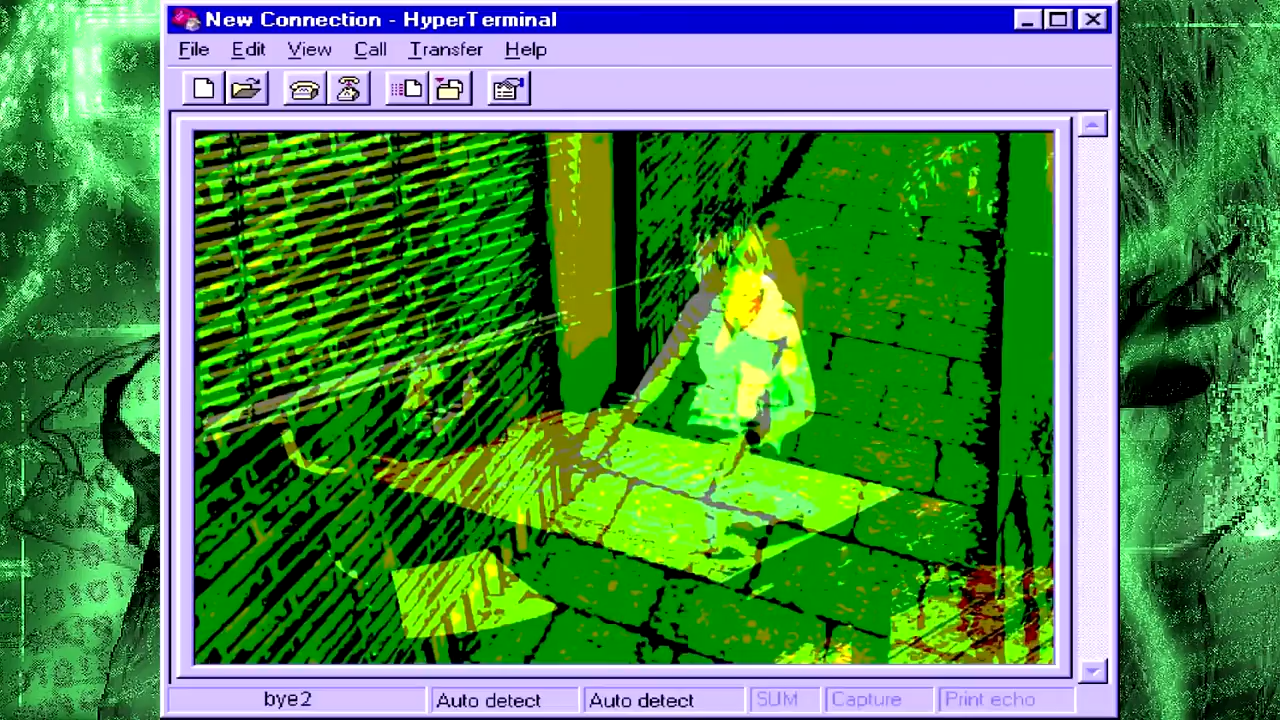 New Connection - HyperTerminal
File Edit View Call Transfer Help
bye2 Auto detect Auto detect SUM Capture Print echo